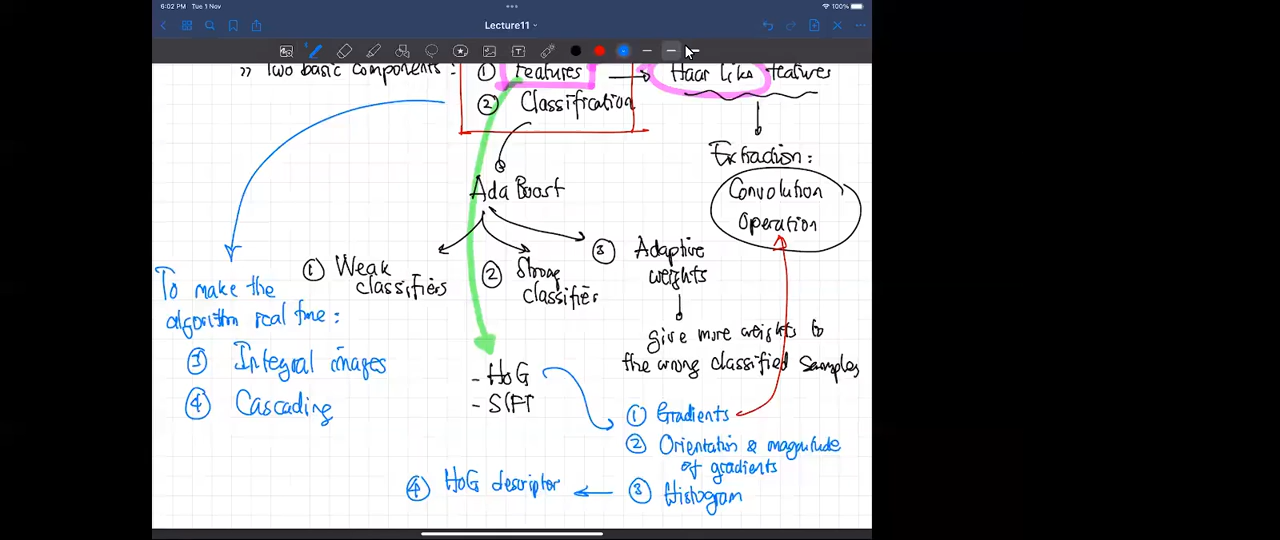 6:02 PM Tue 1 Nov
100%
Lecture11
» Two basic components : ① Features → Haar like features
② Classification
Extraction :
Convolution
Operation
Ada Boost
① Weak
classifiers
② Strong
classifier
③ Adaptive
weights
give more weights to
the wrong classified samples
To make the
algorithm real time :
③ Integral images
④ Cascading
- HoG
- SIFT
① Gradients
② Orientation & magnitude
of gradients
③ Histogram
④ HoG descriptor